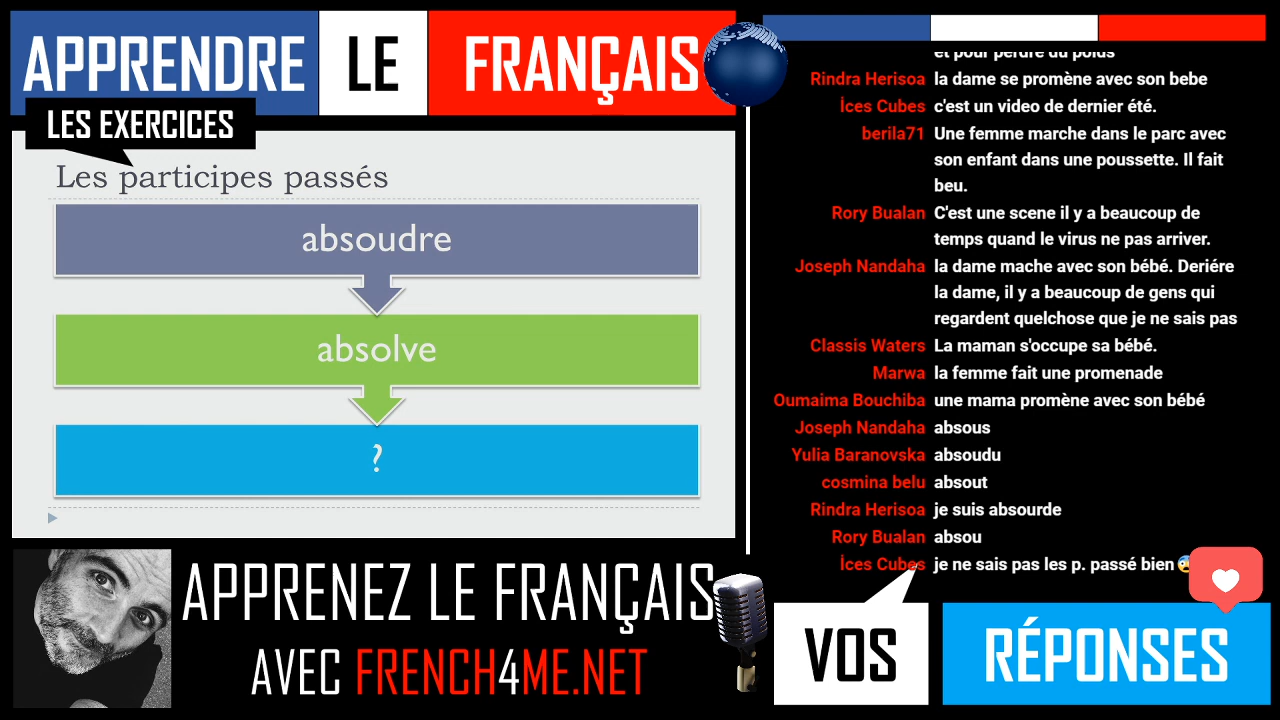 APPRENDRE LE FRANÇAIS
LES EXERCICES
Les participes passés
absoudre
absolve
?
APPRENEZ LE FRANÇAIS
AVEC FRENCH4ME.NET
et pour perdre du poids
Rindra Herisoa la dame se promène avec son bebe
İces Cubes c'est un video de dernier été.
berila71 Une femme marche dans le parc avec
son enfant dans une poussette. Il fait
beu.
Rory Bualan C'est une scene il y a beaucoup de
temps quand le virus ne pas arriver.
Joseph Nandaha la dame mache avec son bébé. Deriére
la dame, il y a beaucoup de gens qui
regardent quelchose que je ne sais pas
Classis Waters La maman s'occupe sa bébé.
Marwa la femme fait une promenade
Oumaima Bouchiba une mama promène avec son bébé
Joseph Nandaha absous
Yulia Baranovska absoudu
cosmina belu absout
Rindra Herisoa je suis absourde
Rory Bualan absou
İces Cubes je ne sais pas les p. passé bien😨
VOS RÉPONSES